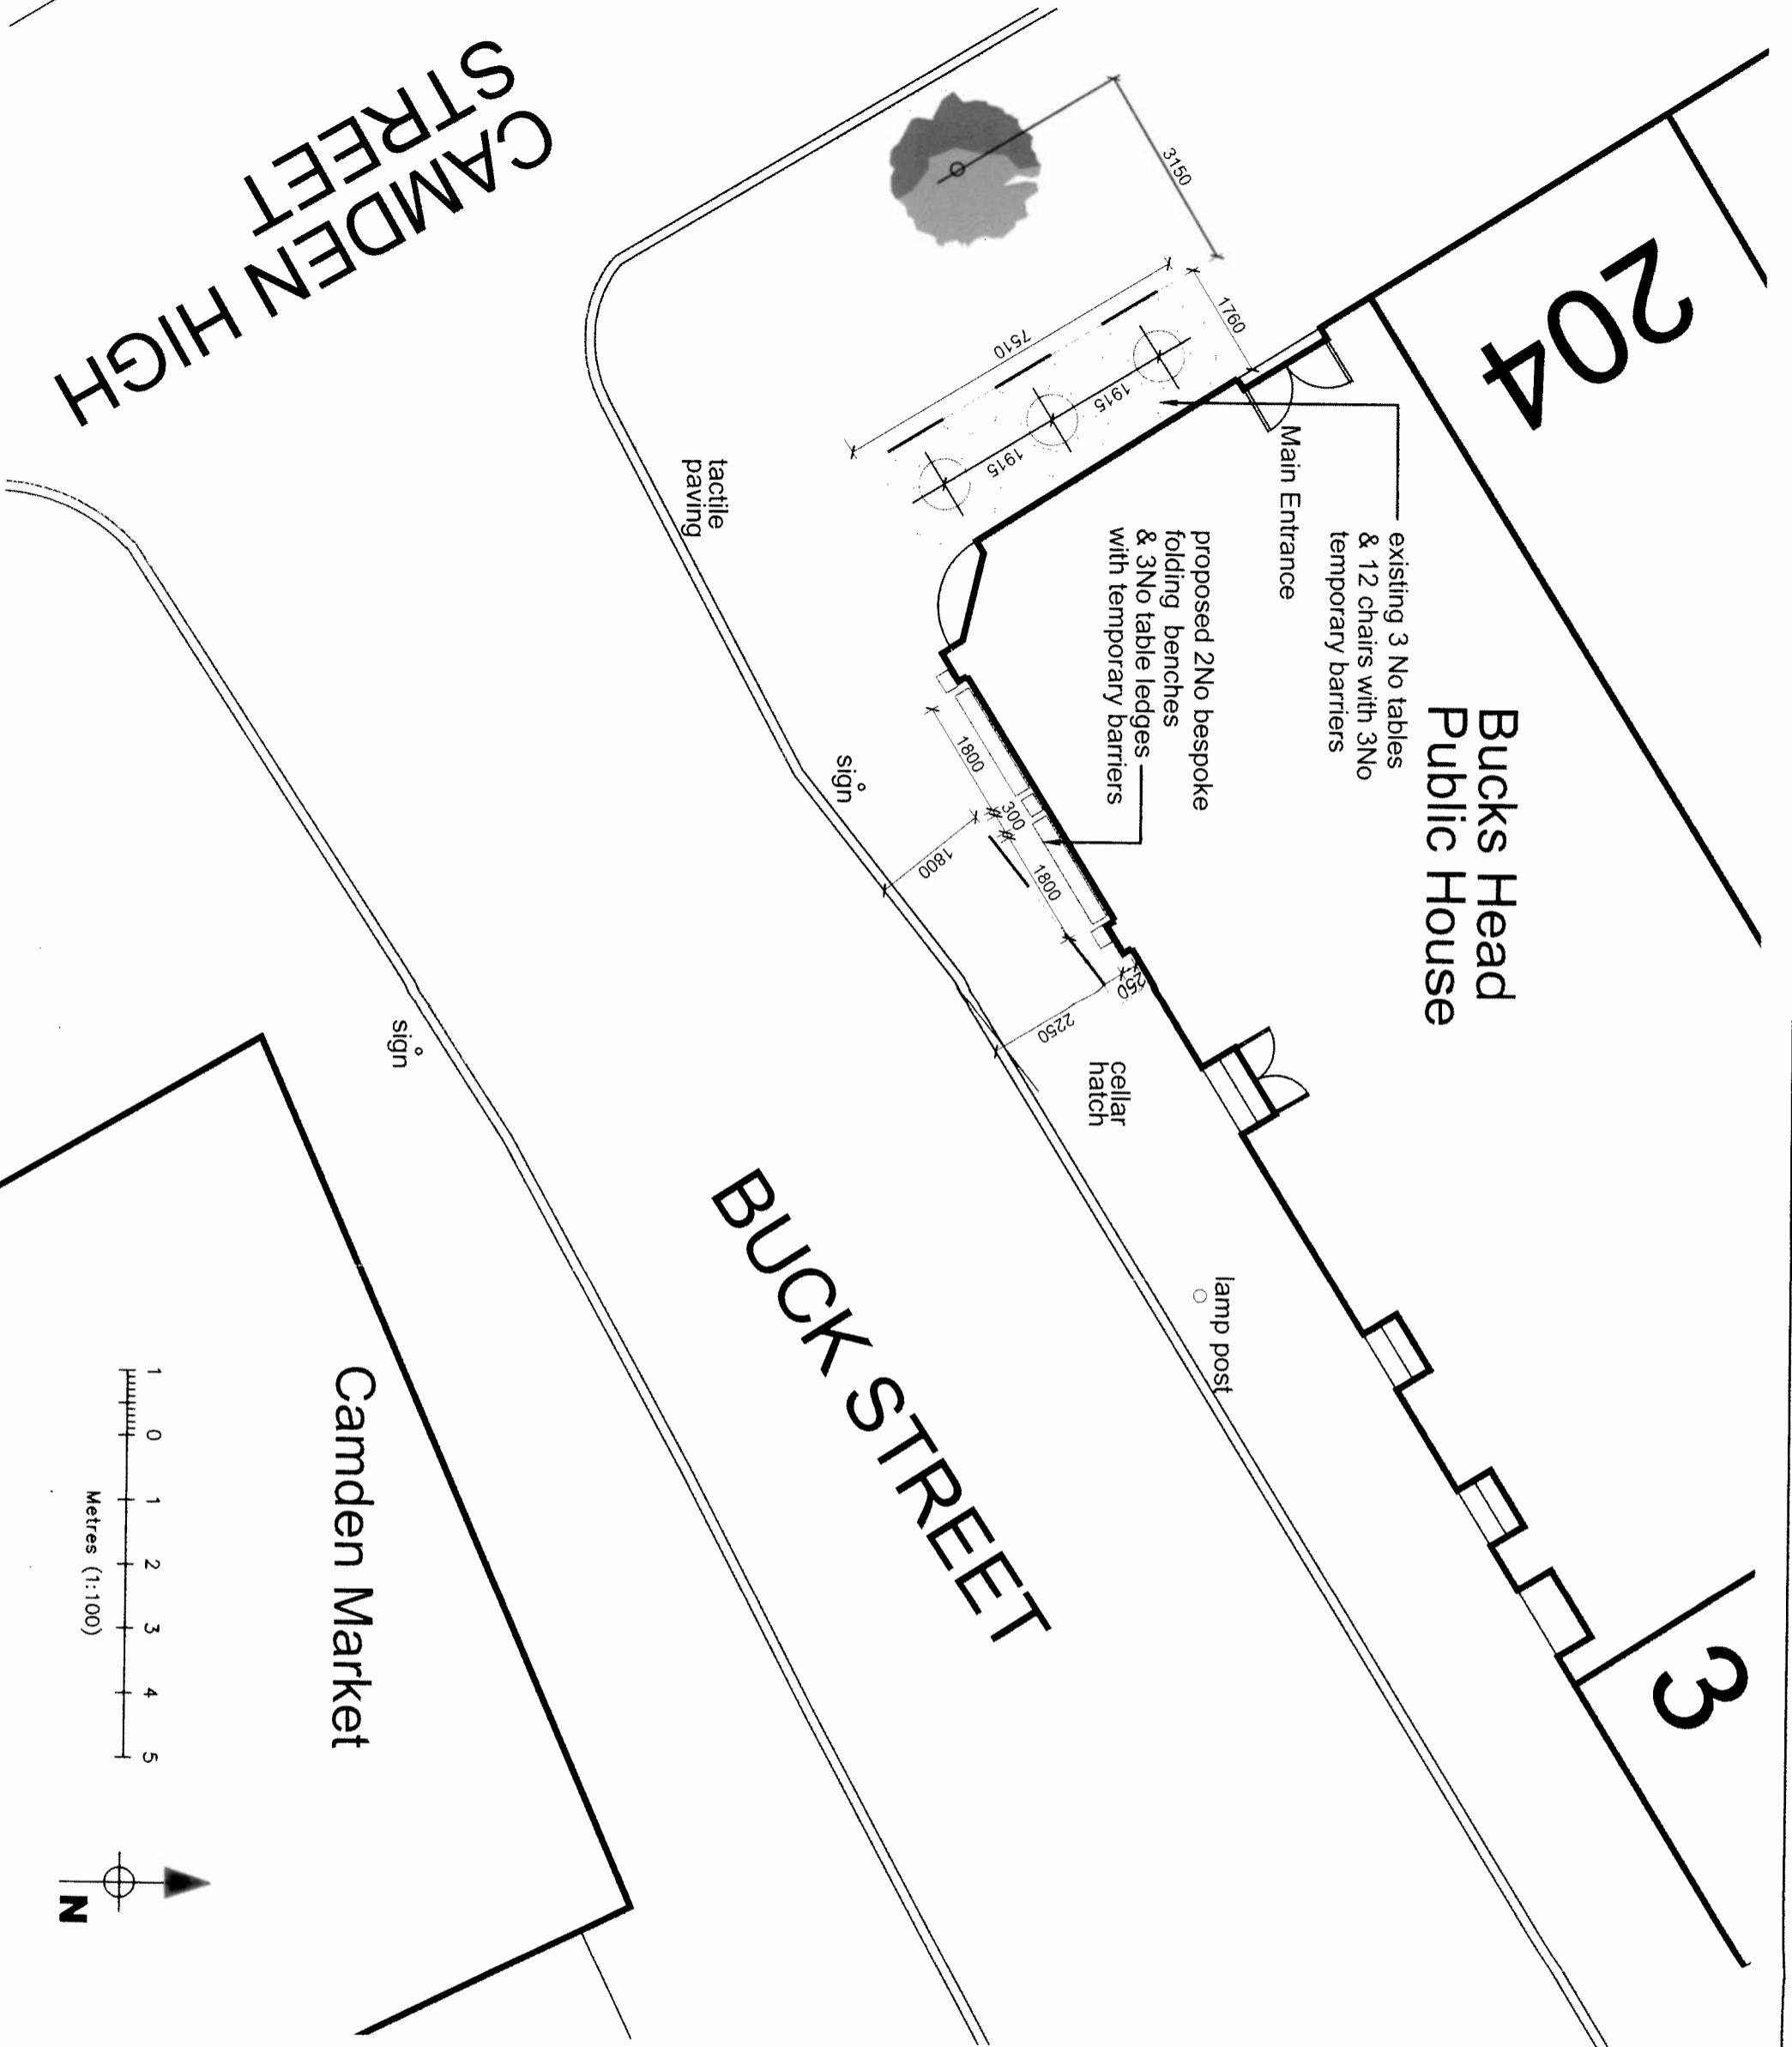 CAMDEN HIGH
STREET
204
3
Bucks Head
Public House
existing 3 No tables
& 12 chairs with 3No
temporary barriers
Main Entrance
proposed 2No bespoke
folding benches
& 3No table ledges
with temporary barriers
3150
1760
7510
1915
1915
tactile
paving
sign
1800
300
1800
1800
250
2250
cellar
hatch
lamp post
BUCK STREET
sign
Camden Market
1 0 1 2 3 4 5
Metres (1:100)
N